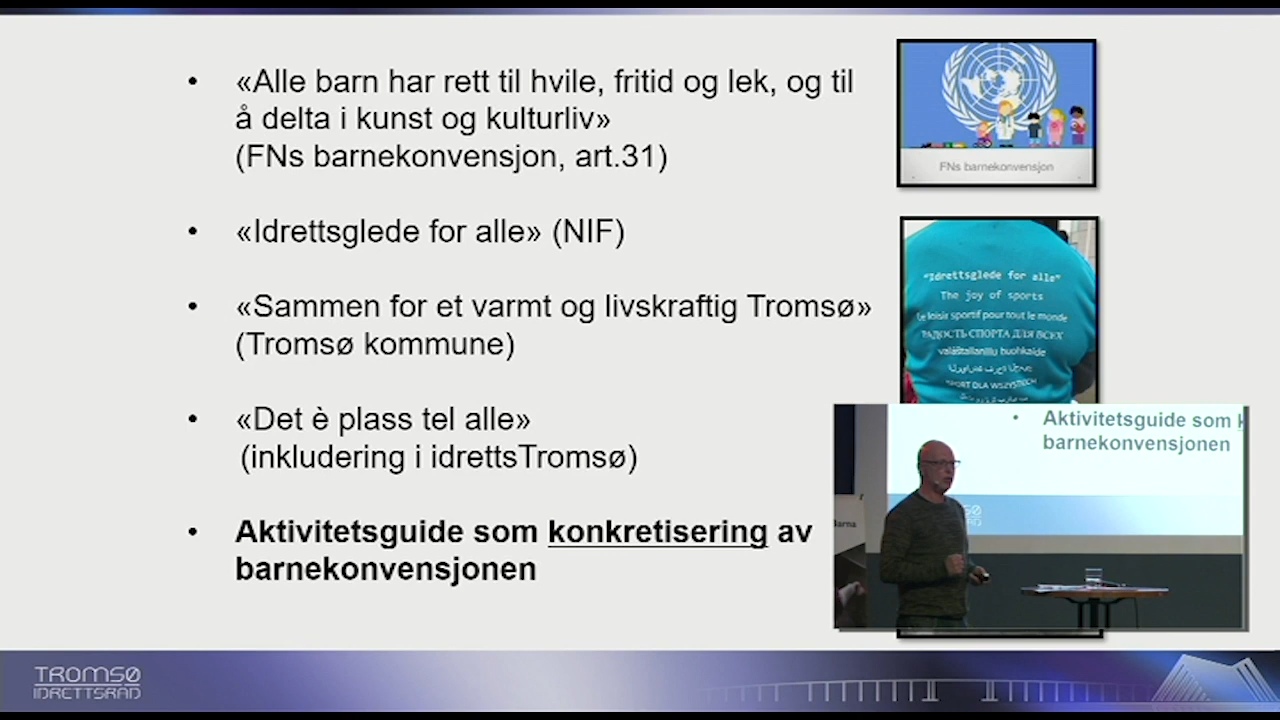 • «Alle barn har rett til hvile, fritid og lek, og til
å delta i kunst og kulturliv»
(FNs barnekonvensjon, art.31)
• «Idrettsglede for alle» (NIF)
• «Sammen for et varmt og livskraftig Tromsø»
(Tromsø kommune)
• «Det è plass tel alle»
(inkludering i idrettsTromsø)
• Aktivitetsguide som konkretisering av
barnekonvensjonen
FNs barnekonvensjon
"Idrettsglede for alle"
The joy of sports
Le loisir sportif pour tout le monde
РАДОСТЬ СПОРТА ДЛЯ ВСЕХ
SPORT DLA WSZYSTKICH
• Aktivitetsguide som
barnekonvensjonen
TROMSØ
IDRETTSRÅD